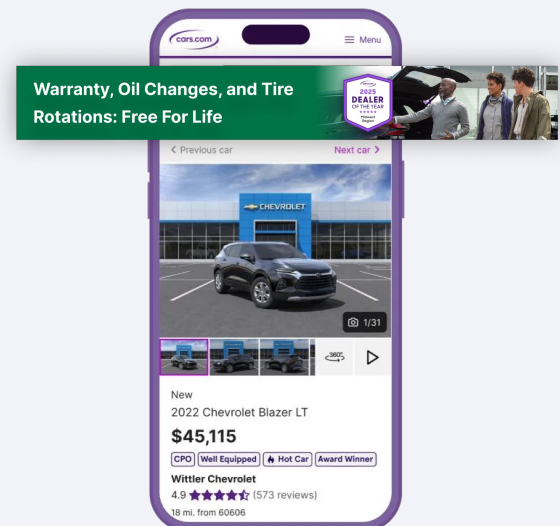 cars.com
Menu
Warranty, Oil Changes, and Tire
Rotations: Free For Life
2025
DEALER
OF THE YEAR
Midwest
Region
Previous car
Next car
CHEVROLET
1/31
360°
New
2022 Chevrolet Blazer LT
$45,115
CPO Well Equipped Hot Car Award Winner
Wittler Chevrolet
4.9 (573 reviews)
18 mi. from 60606